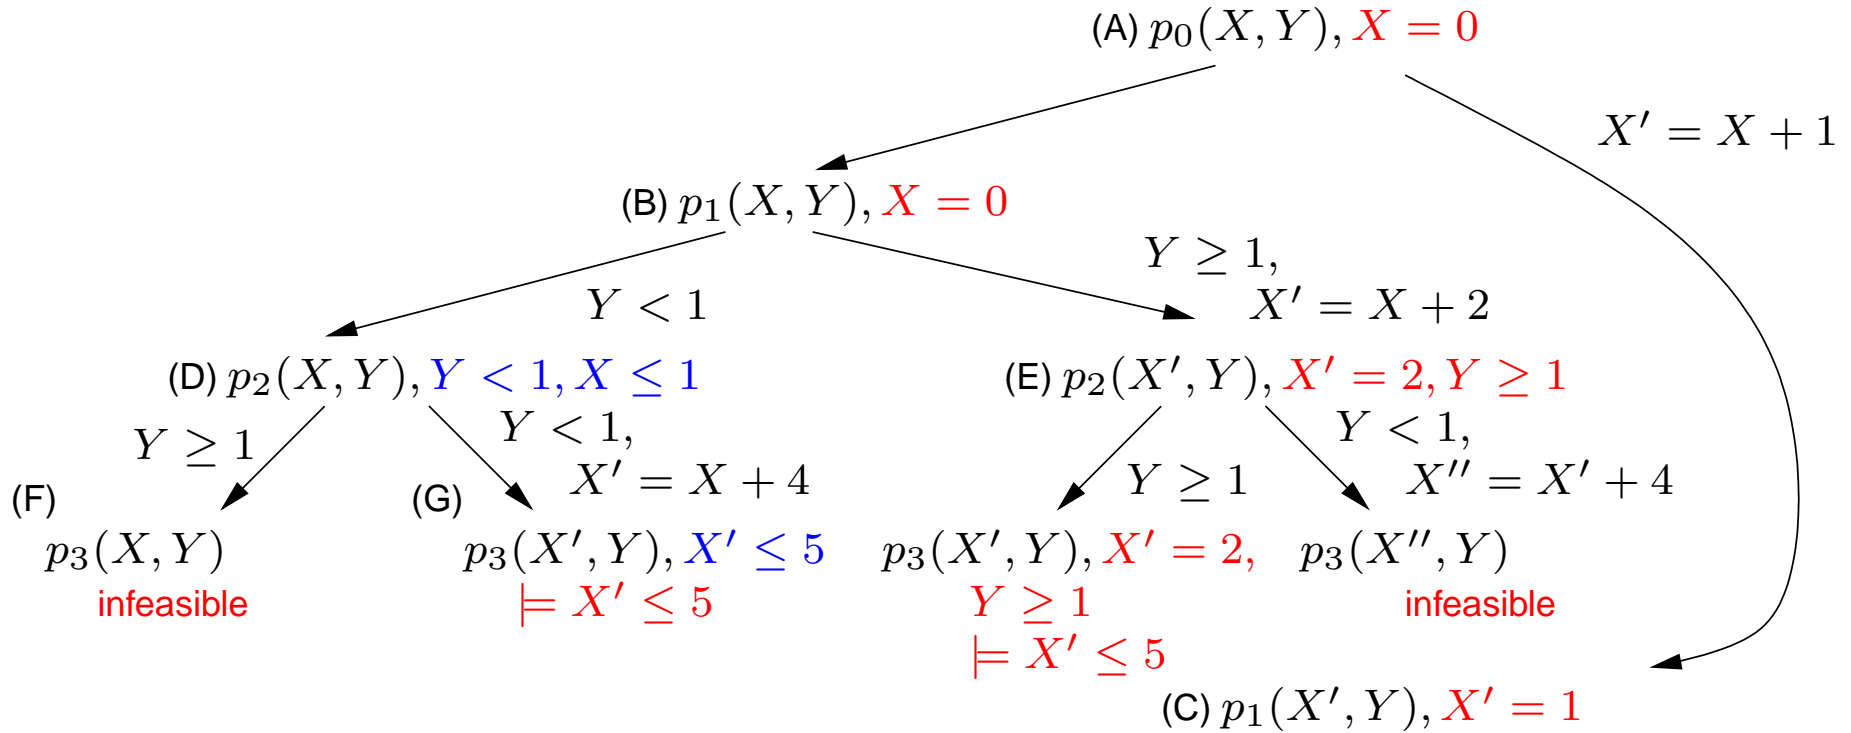 (A) p₀(X, Y), X = 0
X′ = X + 1
(B) p₁(X, Y), X = 0
Y ≥ 1,
Y < 1
X′ = X + 2
(D) p₂(X, Y), Y < 1, X ≤ 1
(E) p₂(X′, Y), X′ = 2, Y ≥ 1
Y ≥ 1
Y < 1,
X′ = X + 4
Y ≥ 1
Y < 1,
X″ = X′ + 4
(F)
p₃(X, Y)
infeasible
(G)
p₃(X′, Y), X′ ≤ 5
⊨ X′ ≤ 5
p₃(X′, Y), X′ = 2,
Y ≥ 1
⊨ X′ ≤ 5
p₃(X″, Y)
infeasible
(C) p₁(X′, Y), X′ = 1